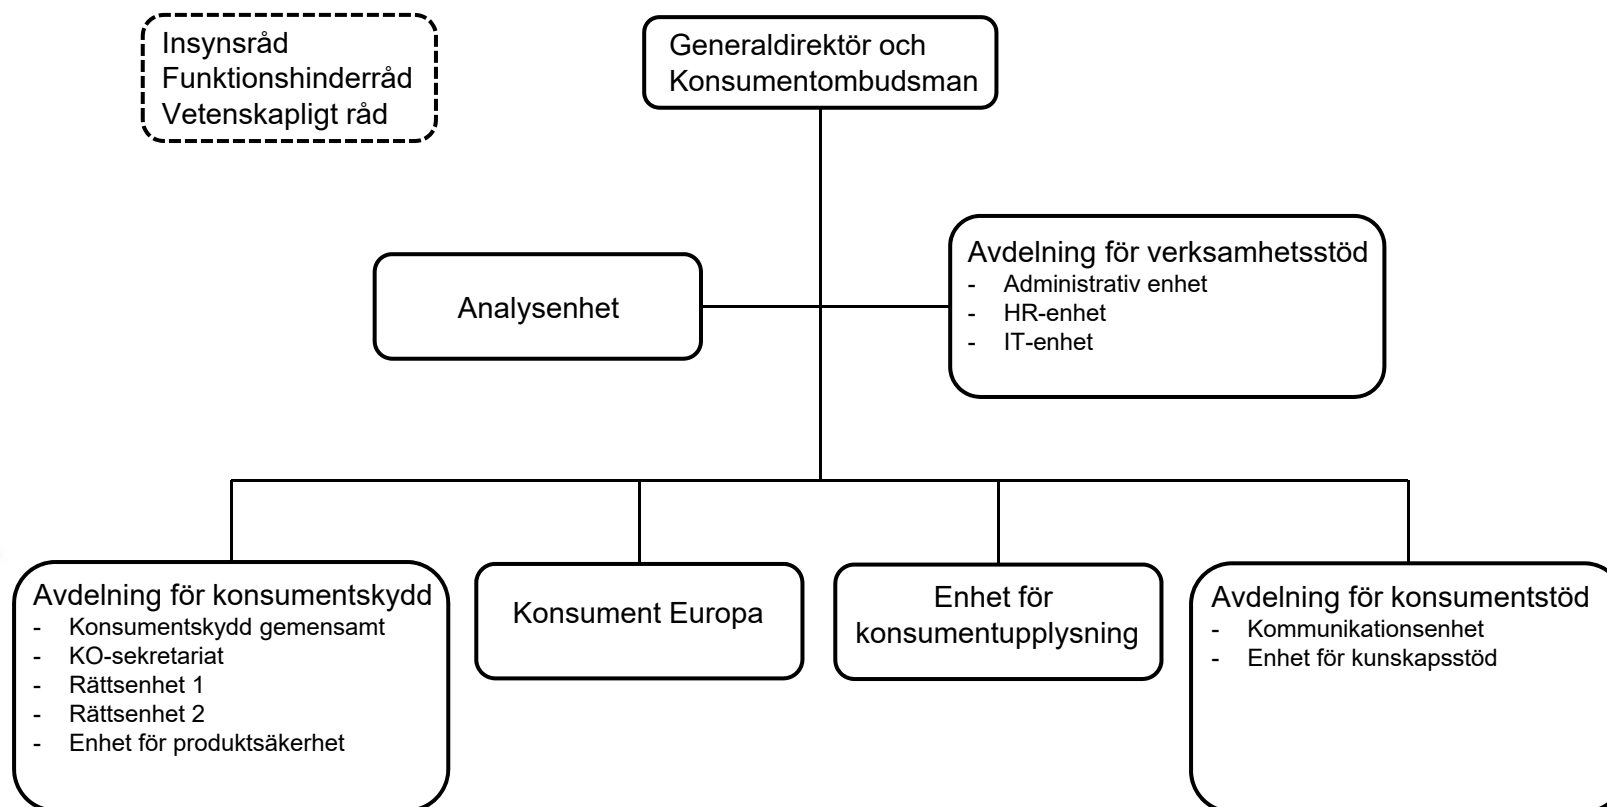 Insynsråd
Funktionshinderråd
Vetenskapligt råd
Generaldirektör och
Konsumentombudsman
Analysenhet
Avdelning för verksamhetsstöd
- Administrativ enhet
- HR-enhet
- IT-enhet
Avdelning för konsumentskydd
- Konsumentskydd gemensamt
- KO-sekretariat
- Rättsenhet 1
- Rättsenhet 2
- Enhet för produktsäkerhet
Konsument Europa
Enhet för
konsumentupplysning
Avdelning för konsumentstöd
- Kommunikationsenhet
- Enhet för kunskapsstöd